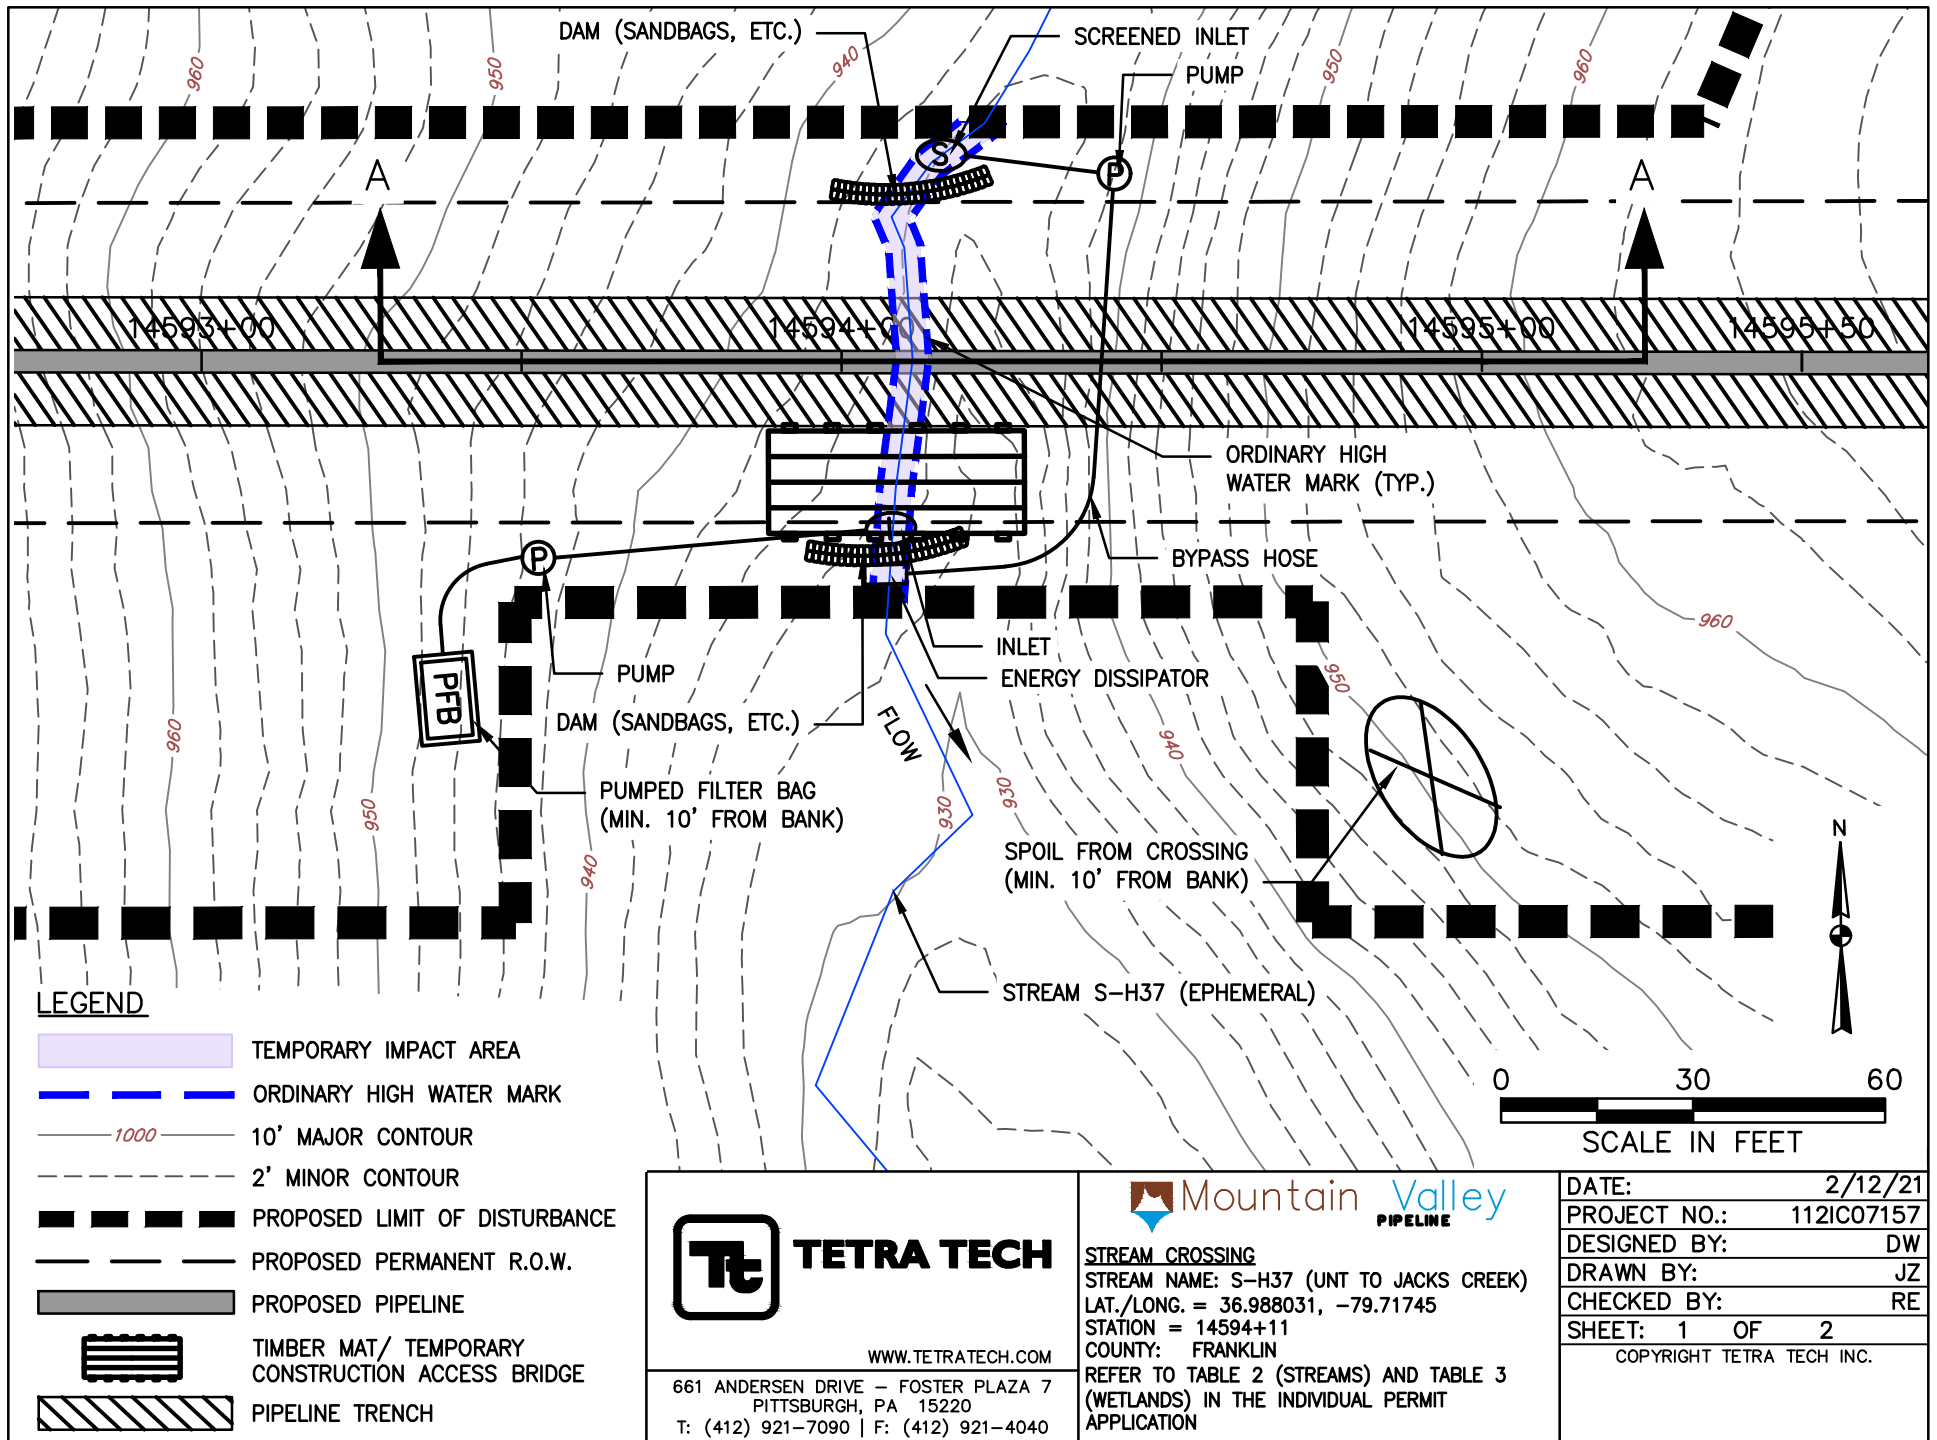 DAM (SANDBAGS, ETC.)
SCREENED INLET
PUMP
960
950
940
950
960
S
P
A
A
14593+00
14594+00
14595+00
14595+50
ORDINARY HIGH
WATER MARK (TYP.)
BYPASS HOSE
P
PUMP
INLET
ENERGY DISSIPATOR
DAM (SANDBAGS, ETC.)
FLOW
PFB
PUMPED FILTER BAG
(MIN. 10' FROM BANK)
960
950
940
930
930
940
950
960
SPOIL FROM CROSSING
(MIN. 10' FROM BANK)
STREAM S-H37 (EPHEMERAL)
N
0 30 60
SCALE IN FEET
LEGEND
TEMPORARY IMPACT AREA
ORDINARY HIGH WATER MARK
1000 10' MAJOR CONTOUR
2' MINOR CONTOUR
PROPOSED LIMIT OF DISTURBANCE
PROPOSED PERMANENT R.O.W.
PROPOSED PIPELINE
TIMBER MAT/ TEMPORARY
CONSTRUCTION ACCESS BRIDGE
PIPELINE TRENCH
Tt TETRA TECH
WWW.TETRATECH.COM
661 ANDERSEN DRIVE – FOSTER PLAZA 7
PITTSBURGH, PA 15220
T: (412) 921-7090 | F: (412) 921-4040
Mountain Valley
PIPELINE
STREAM CROSSING
STREAM NAME: S-H37 (UNT TO JACKS CREEK)
LAT./LONG. = 36.988031, -79.71745
STATION = 14594+11
COUNTY: FRANKLIN
REFER TO TABLE 2 (STREAMS) AND TABLE 3
(WETLANDS) IN THE INDIVIDUAL PERMIT
APPLICATION
DATE: 2/12/21
PROJECT NO.: 112IC07157
DESIGNED BY: DW
DRAWN BY: JZ
CHECKED BY: RE
SHEET: 1 OF 2
COPYRIGHT TETRA TECH INC.